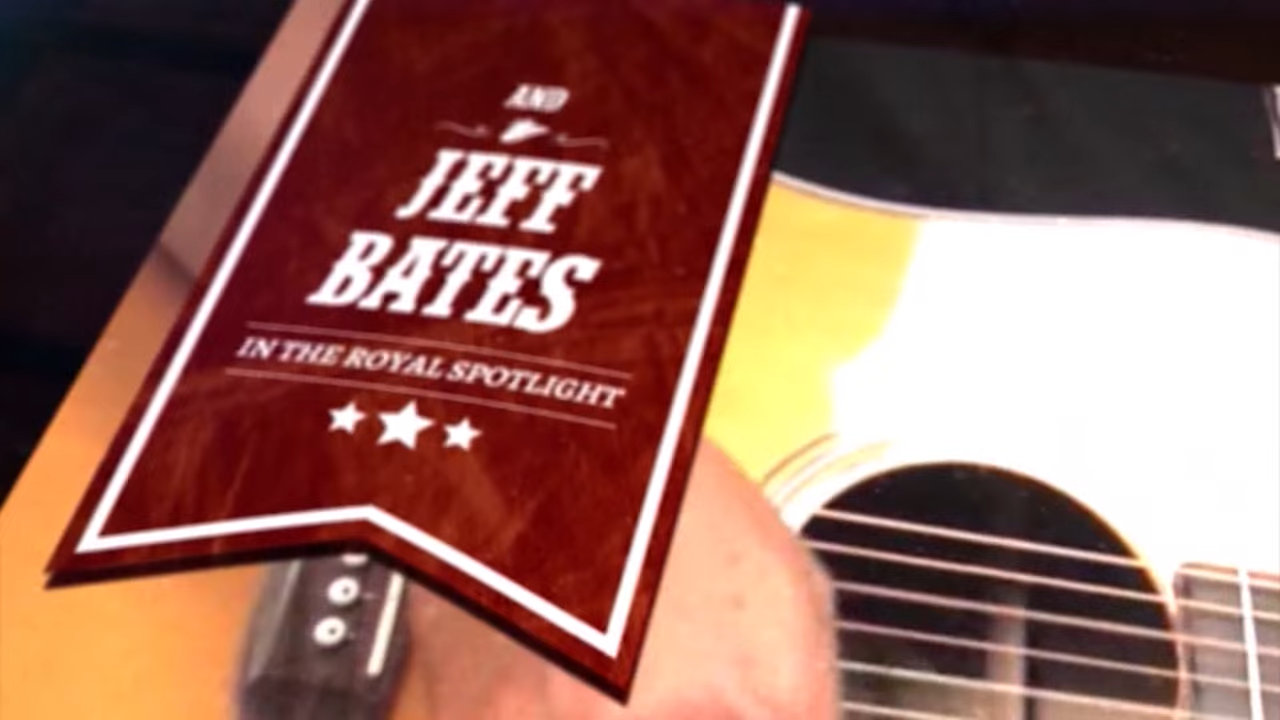 AND
JEFF
BATES
IN THE ROYAL SPOTLIGHT